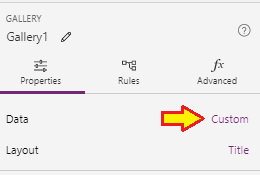 GALLERY
Gallery1
Properties Rules Advanced
Data Custom
Layout Title